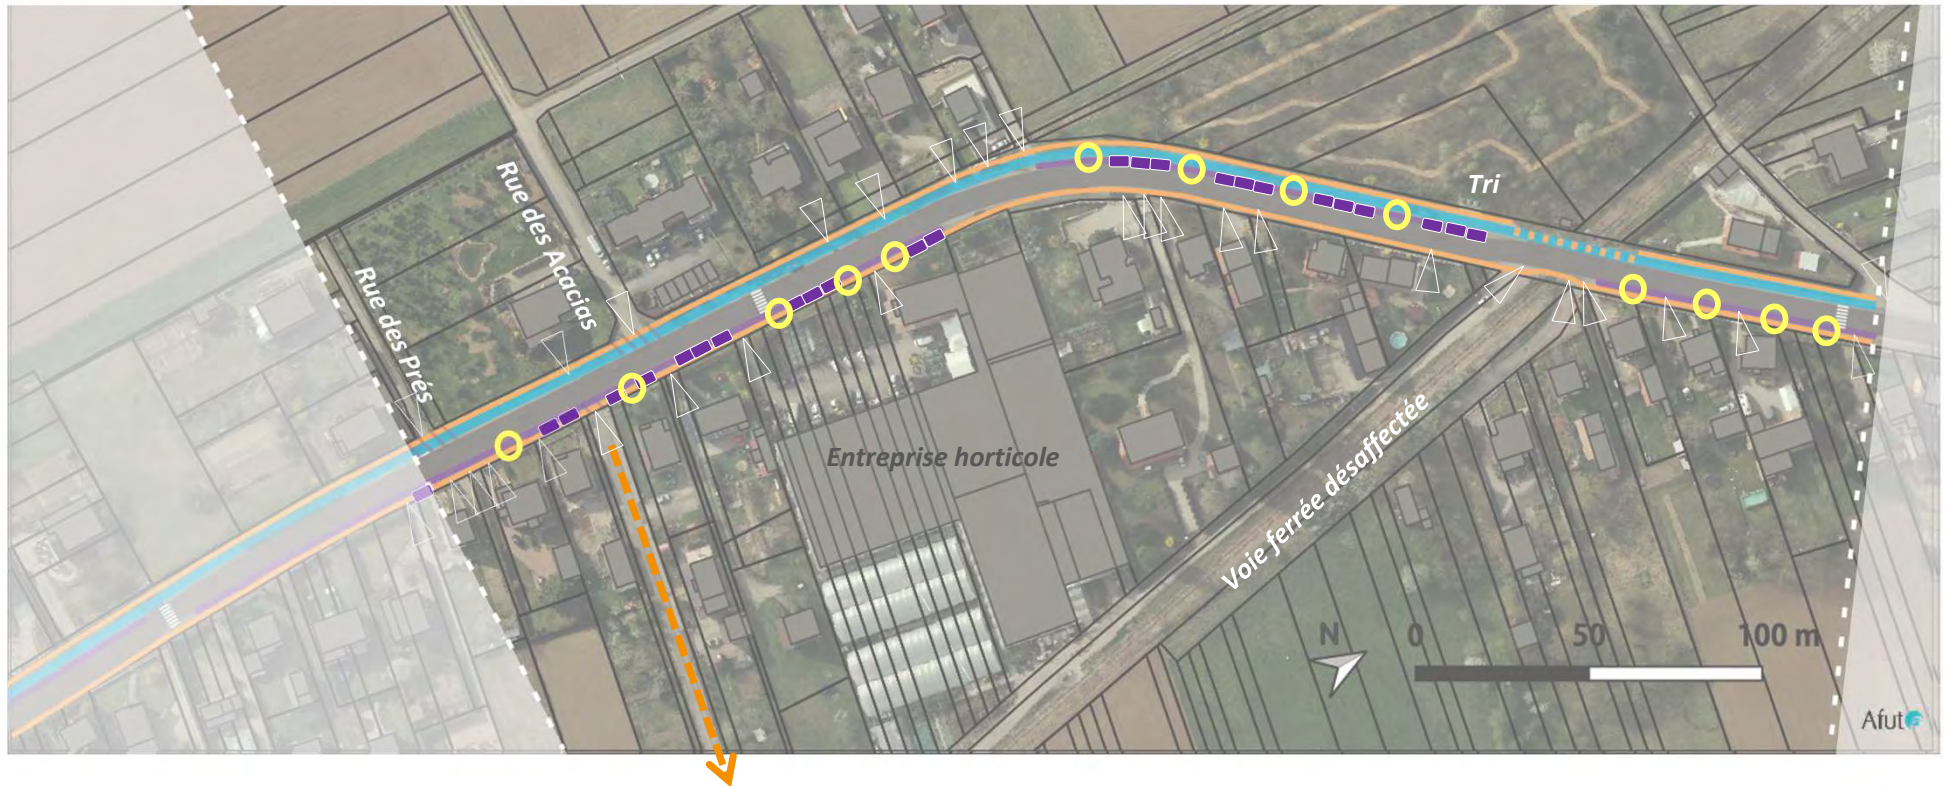 Rue des Acacias
Tri
Rue des Prés
Entreprise horticole
Voie ferrée désaffectée
N
0 50 100 m
Afut